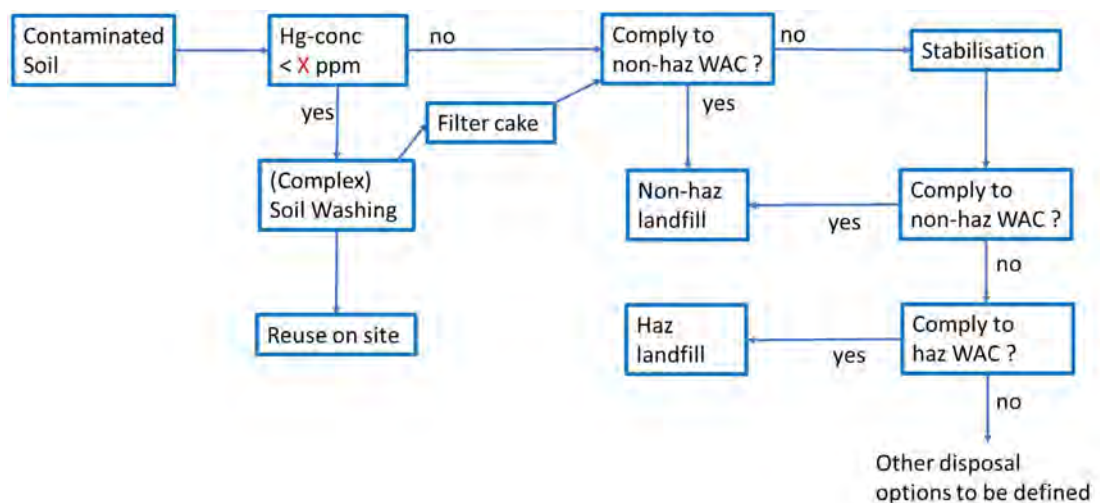 Contaminated
Soil
Hg-conc
< X ppm
no
Comply to
non-haz WAC ?
no
Stabilisation
yes
Filter cake
yes
(Complex)
Soil Washing
Non-haz
landfill
yes
Comply to
non-haz WAC ?
no
Reuse on site
Haz
landfill
yes
Comply to
haz WAC ?
no
Other disposal
options to be defined